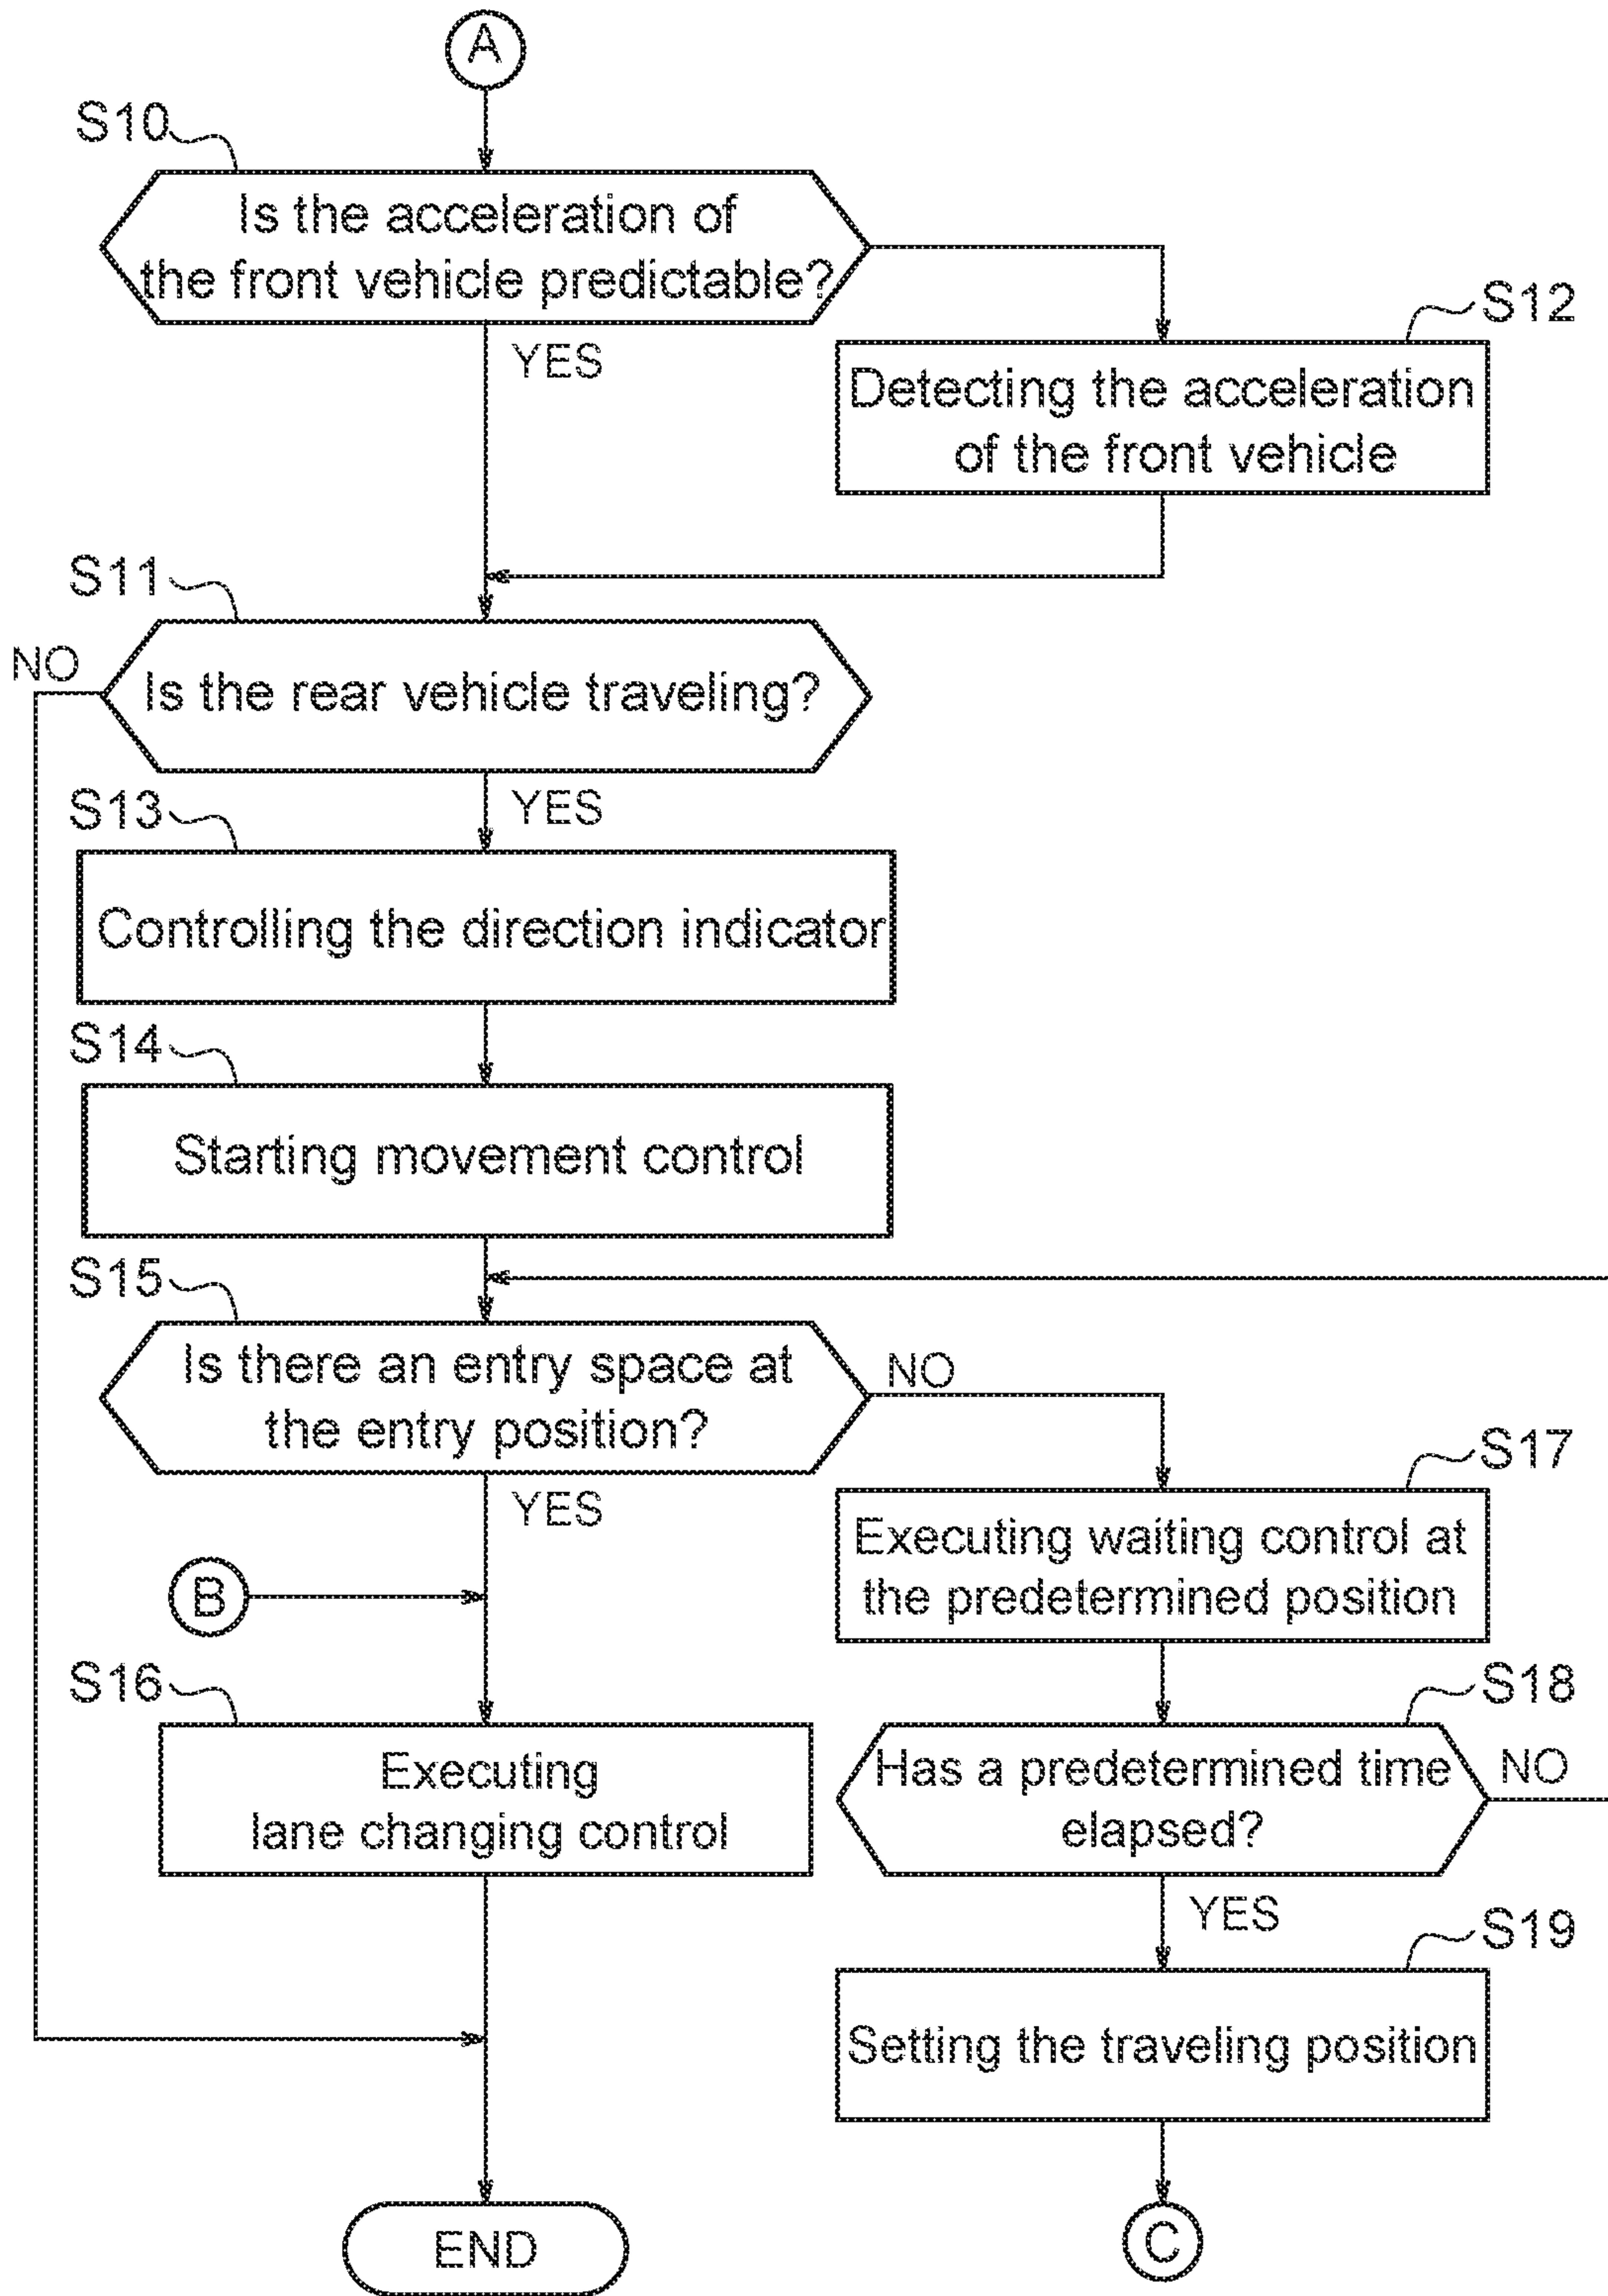 A
S10
Is the acceleration of
the front vehicle predictable?
YES
S12
Detecting the acceleration
of the front vehicle
S11
NO
Is the rear vehicle traveling?
YES
S13
Controlling the direction indicator
S14
Starting movement control
S15
Is there an entry space at
the entry position?
NO
YES
S17
Executing waiting control at
the predetermined position
B
S16
Executing
lane changing control
S18
Has a predetermined time
elapsed?
NO
YES
S19
Setting the traveling position
END
C